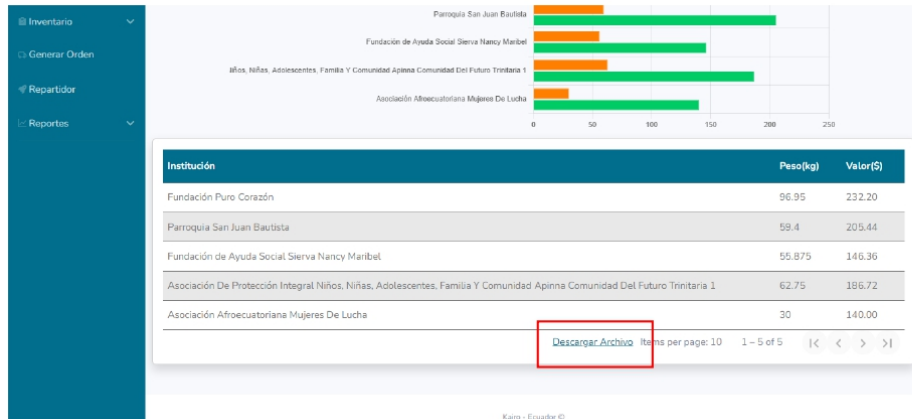 Inventario
Generar Orden
Repartidor
Reportes
Parroquia San Juan Bautista
Fundación de Ayuda Social Sierva Nancy Maribel
iños, Niñas, Adolescentes, Familia Y Comunidad Apinna Comunidad Del Futuro Trinitaria 1
Asociación Afroecuatoriana Mujeres De Lucha
0 50 100 150 200 250
Institución Peso(kg) Valor($)
Fundación Puro Corazón 96.95 232.20
Parroquia San Juan Bautista 59.4 205.44
Fundación de Ayuda Social Sierva Nancy Maribel 55.875 146.36
Asociación De Protección Integral Niños, Niñas, Adolescentes, Familia Y Comunidad Apinna Comunidad Del Futuro Trinitaria 1 62.75 186.72
Asociación Afroecuatoriana Mujeres De Lucha 30 140.00
Descargar Archivo Items per page: 10 1 – 5 of 5
Ecuador ©